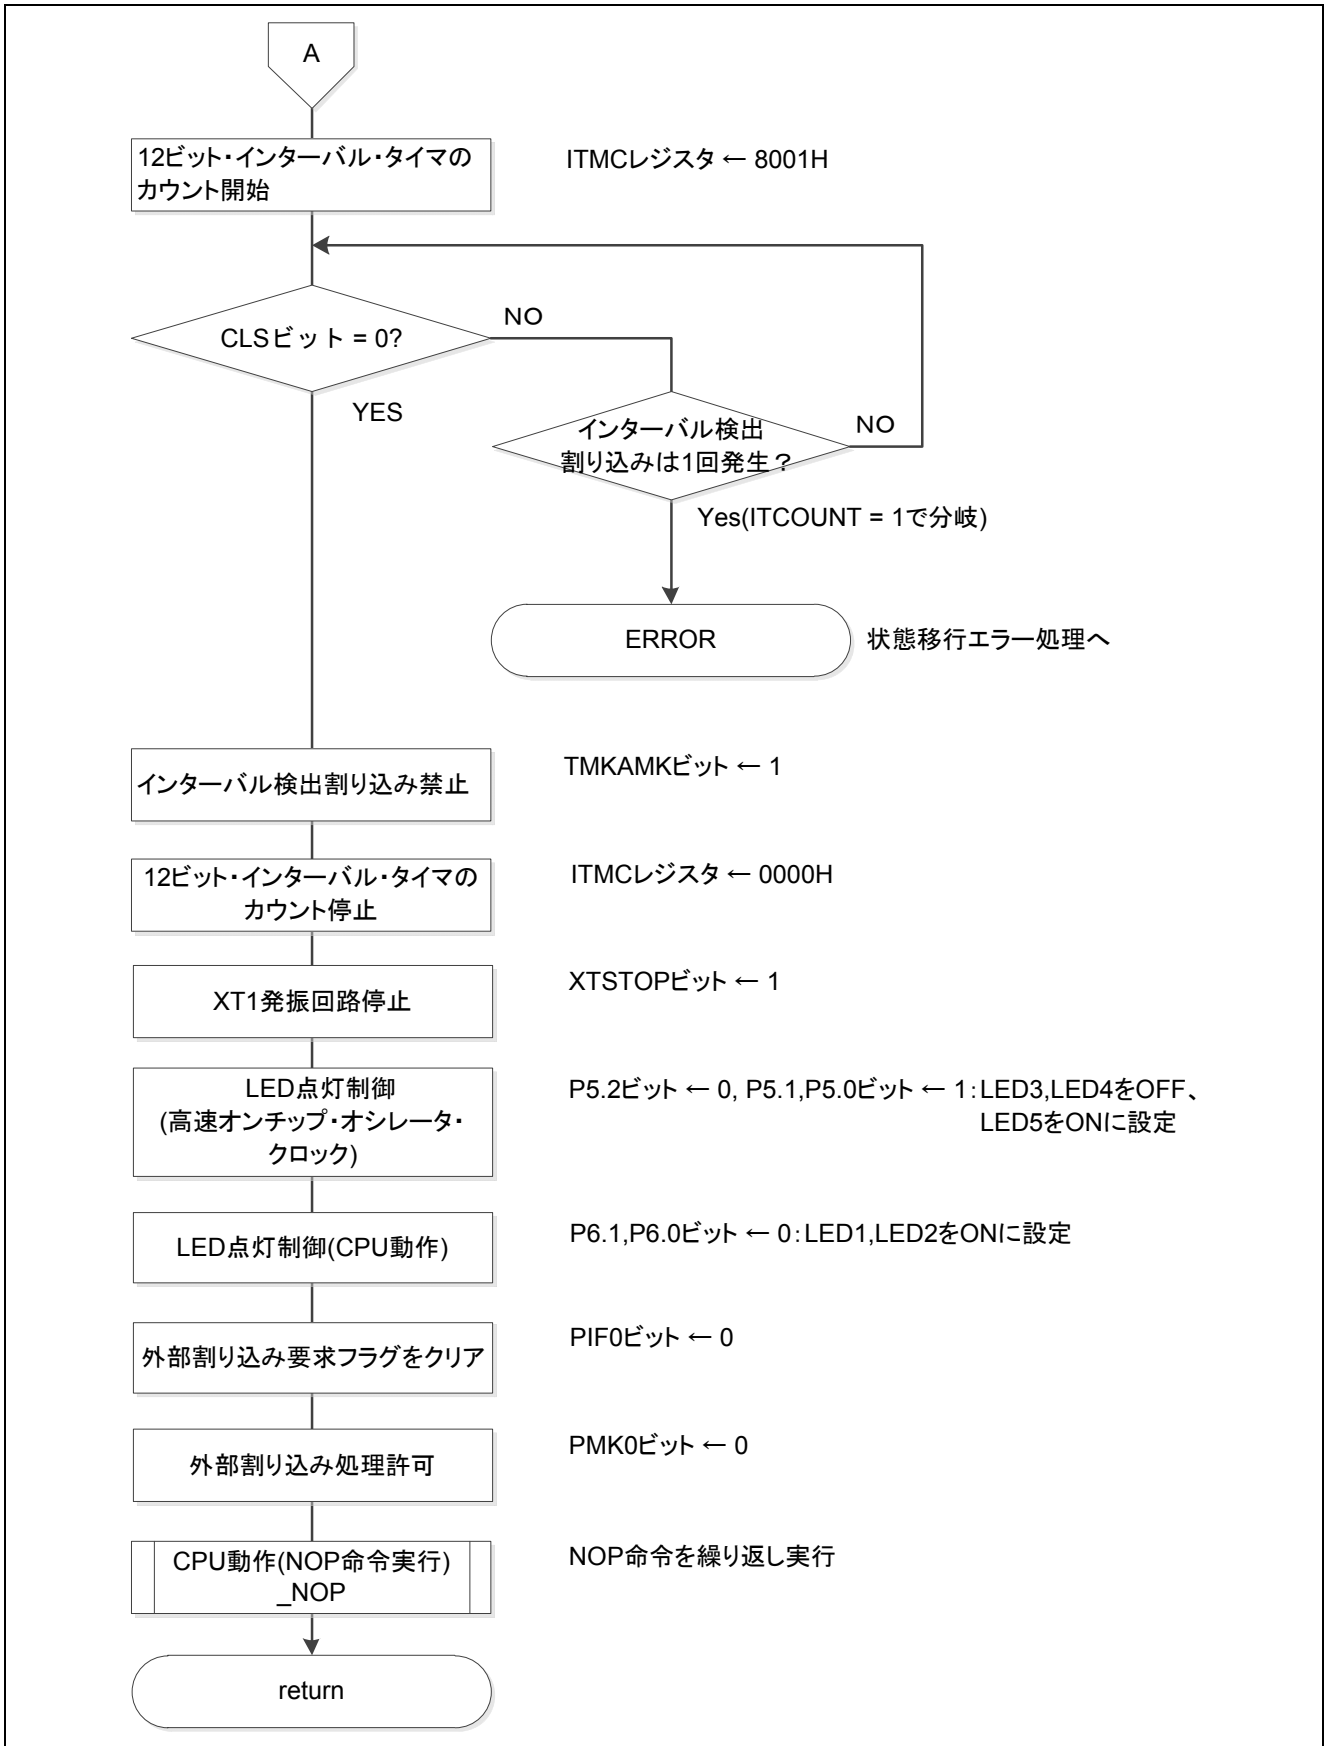 A
12ビット・インターバル・タイマの
カウント開始
ITMCレジスタ ← 8001H
CLSビット = 0?
NO
YES
インターバル検出
割り込みは1回発生？
NO
Yes(ITCOUNT = 1で分岐)
ERROR
状態移行エラー処理へ
インターバル検出割り込み禁止
TMKAMKビット ← 1
12ビット・インターバル・タイマの
カウント停止
ITMCレジスタ ← 0000H
XT1発振回路停止
XTSTOPビット ← 1
LED点灯制御
(高速オンチップ・オシレータ・
クロック)
P5.2ビット ← 0, P5.1,P5.0ビット ← 1：LED3,LED4をOFF、
LED5をONに設定
LED点灯制御(CPU動作)
P6.1,P6.0ビット ← 0：LED1,LED2をONに設定
外部割り込み要求フラグをクリア
PIF0ビット ← 0
外部割り込み処理許可
PMK0ビット ← 0
CPU動作(NOP命令実行)
_NOP
NOP命令を繰り返し実行
return